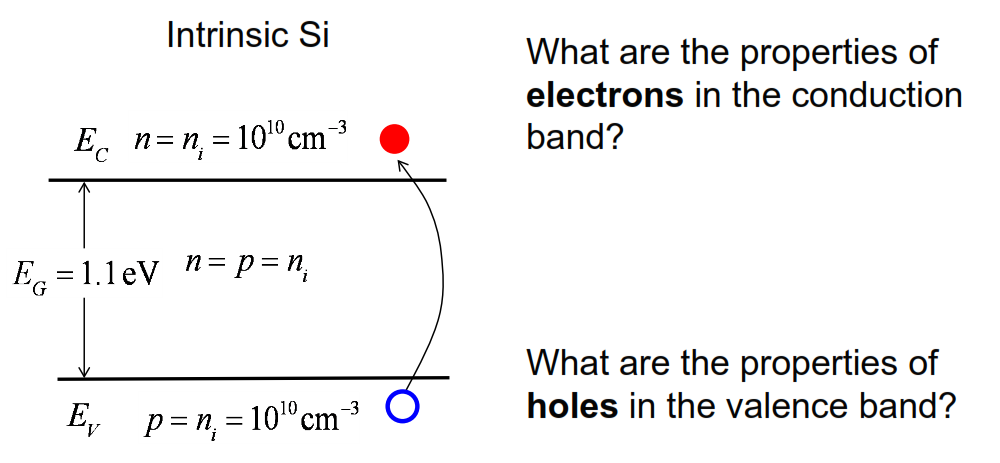 Intrinsic Si
What are the properties of
electrons in the conduction
band?
E_C n = n_i = 10^10 cm^-3
E_G = 1.1 eV n = p = n_i
What are the properties of
holes in the valence band?
E_V p = n_i = 10^10 cm^-3